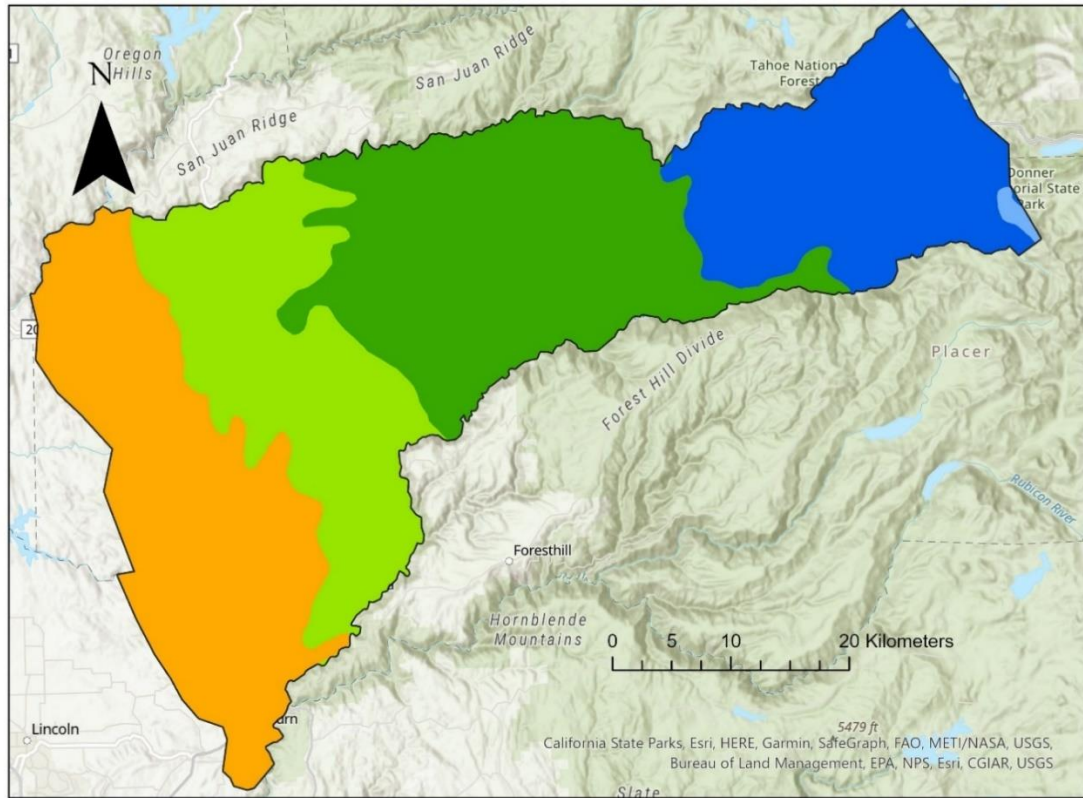 Oregon
Hills
N
San Juan Ridge
San Juan Ridge
Tahoe National
Forest
Donner
orial State
Park
20
Placer
Forest Hill Divide
Rubicon
River
Foresthill
Hornblende
Mountains
0 5 10 20 Kilometers
Lincoln
urn
5479 ft
California State Parks, Esri, HERE, Garmin, SafeGraph, FAO, METI/NASA, USGS,
Bureau of Land Management, EPA, NPS, Esri, CGIAR, USGS
Slate